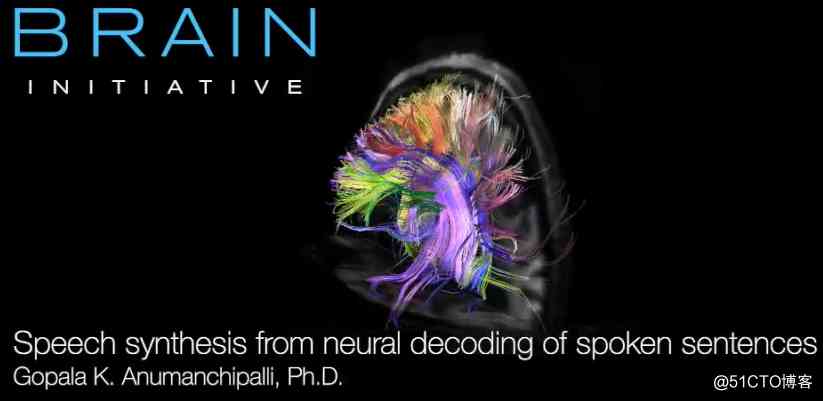 BRAIN
INITIATIVE
Speech synthesis from neural decoding of spoken sentences
Gopala K. Anumanchipalli, Ph.D.
@51CTO博客